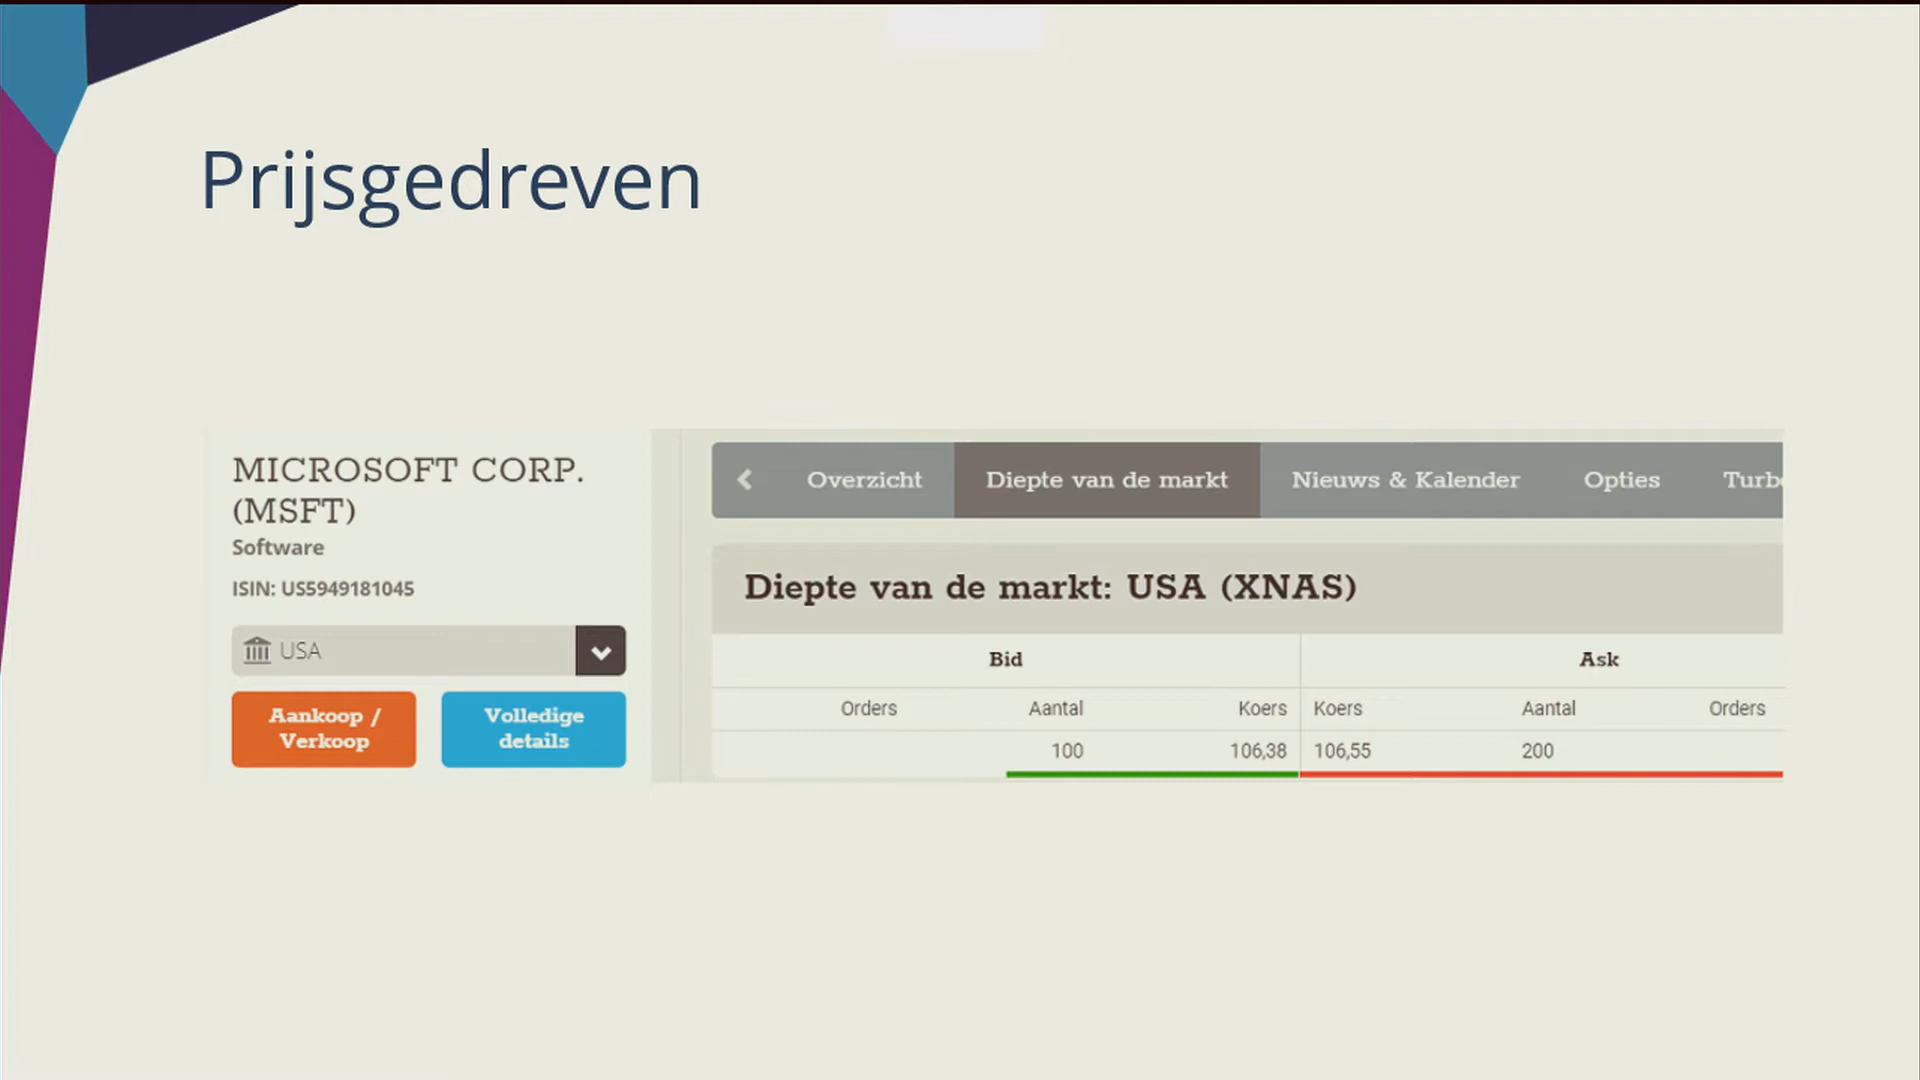 Prijsgedreven
MICROSOFT CORP.
(MSFT)
Software
ISIN: US5949181045
USA
Aankoop /
Verkoop
Volledige
details
Overzicht Diepte van de markt Nieuws & Kalender Opties Turb
Diepte van de markt: USA (XNAS)
Bid Ask
Orders Aantal Koers Koers Aantal Orders
100 106,38 106,55 200